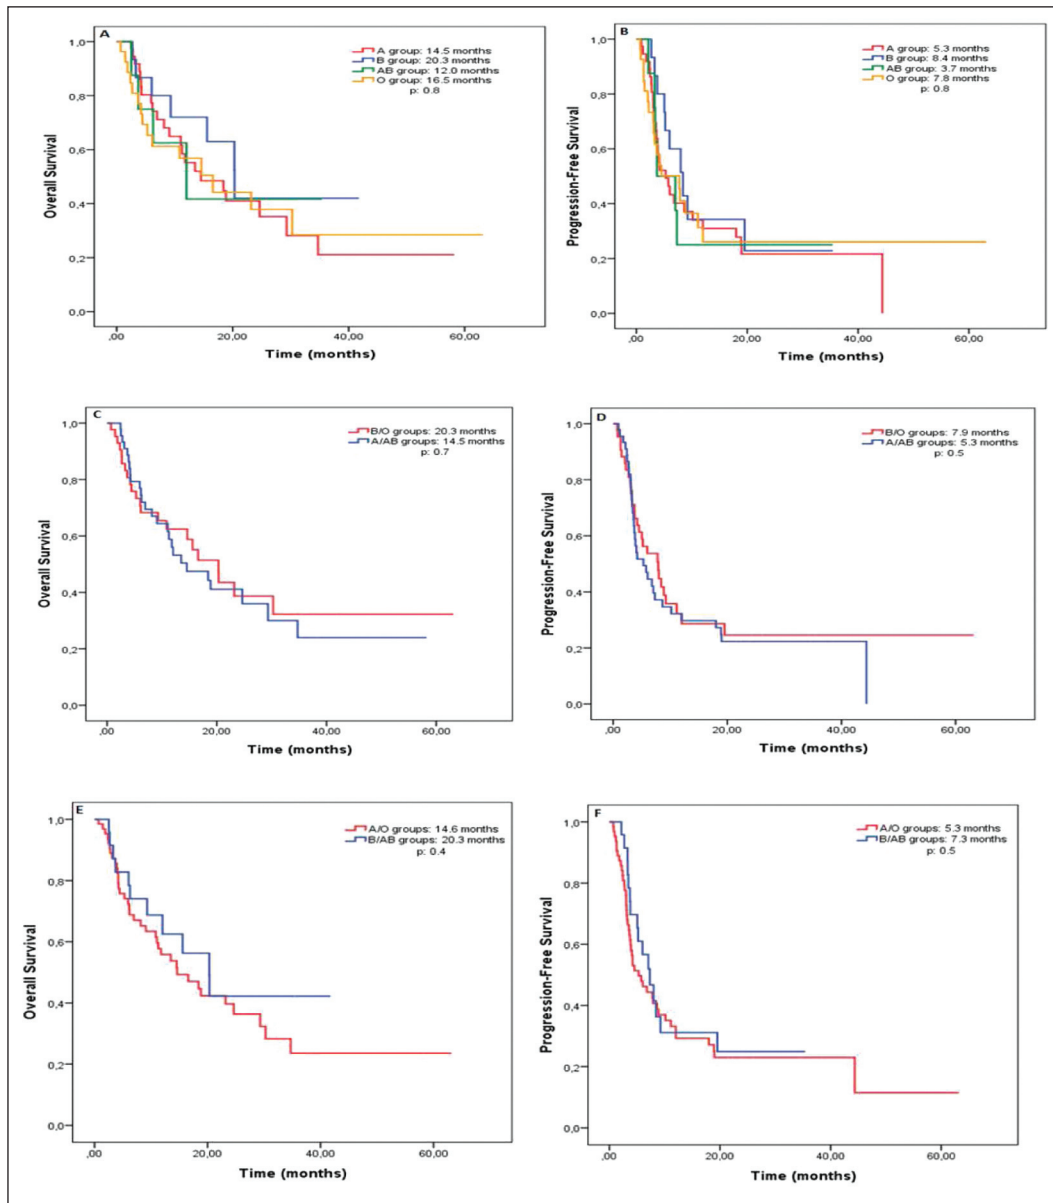 A
A group: 14.5 months
B group: 20.3 months
AB group: 12.0 months
O group: 16.5 months
p: 0.8
Overall Survival
1,0
0,8
0,6
0,4
0,2
0,0
,00 20,00 40,00 60,00
Time (months)
B
A group: 5.3 months
B group: 8.4 months
AB group: 3.7 months
O group: 7.8 months
p: 0.8
Progression-Free Survival
1,0
0,8
0,6
0,4
0,2
0,0
,00 20,00 40,00 60,00
Time (months)
C
B/O groups: 20.3 months
A/AB groups: 14.5 months
p: 0.7
Overall Survival
1,0
0,8
0,6
0,4
0,2
0,0
,00 20,00 40,00 60,00
Time (months)
D
B/O groups: 7.9 months
A/AB groups: 5.3 months
p: 0.5
Progression-Free Survival
1,0
0,8
0,6
0,4
0,2
0,0
,00 20,00 40,00 60,00
Time (months)
E
A/O groups: 14.6 months
B/AB groups: 20.3 months
p: 0.4
Overall Survival
1,0
0,8
0,6
0,4
0,2
0,0
,00 20,00 40,00 60,00
Time (months)
F
A/O groups: 5.3 months
B/AB groups: 7.3 months
p: 0.5
Progression-Free Survival
1,0
0,8
0,6
0,4
0,2
0,0
,00 20,00 40,00 60,00
Time (months)